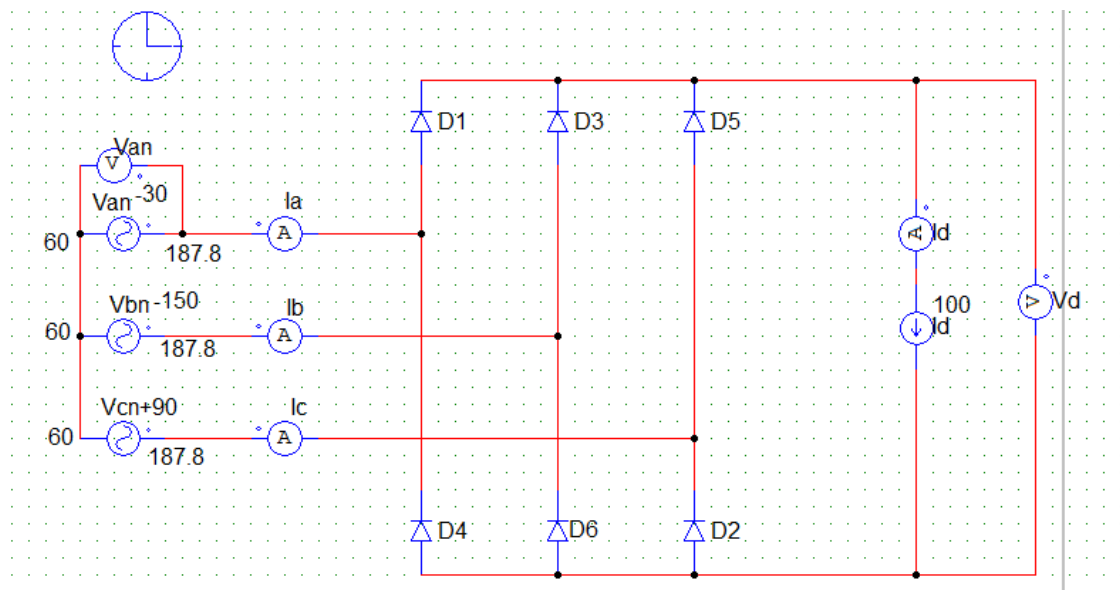 D1
D3
D5
Van
V
Van -30
Ia
A
60
187.8
A
Id
Vbn -150
Ib
100
V
Vd
60
A
Id
187.8
Vcn+90
Ic
60
A
187.8
D4
D6
D2